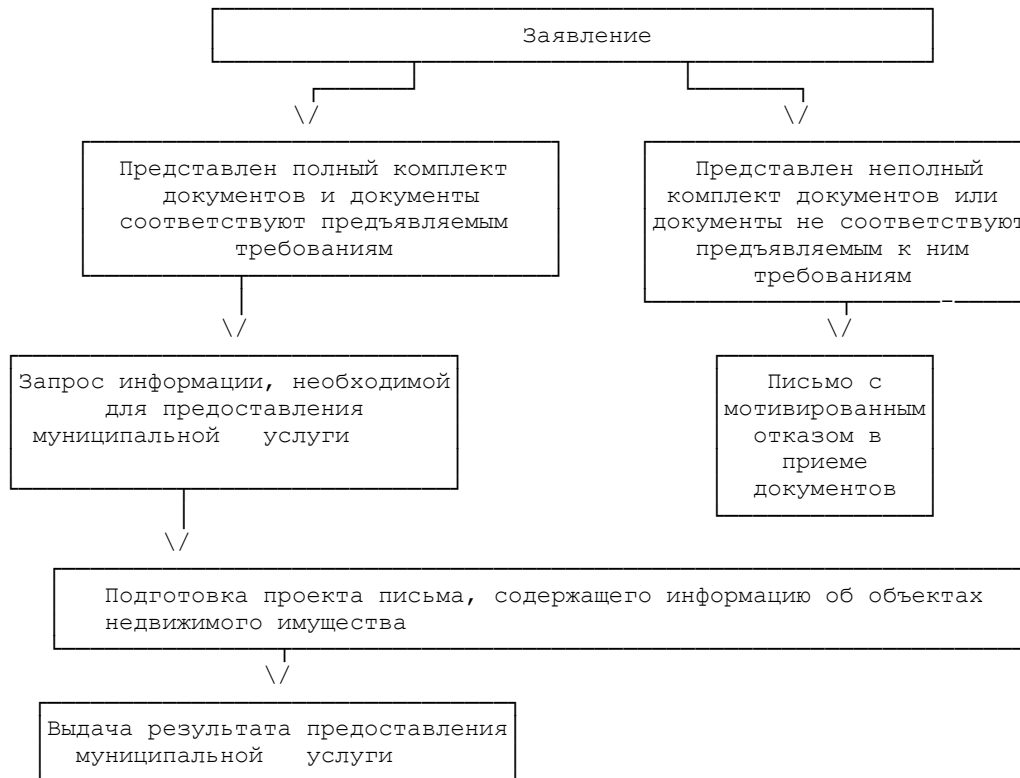 Заявление
Представлен полный комплект
документов и документы
соответствуют предъявляемым
требованиям
Представлен неполный
комплект документов или
документы не соответствуют
предъявляемым к ним
требованиям
Запрос информации, необходимой
для предоставления
муниципальной услуги
Письмо с
мотивированным
отказом в
приеме
документов
Подготовка проекта письма, содержащего информацию об объектах
недвижимого имущества
Выдача результата предоставления
муниципальной услуги